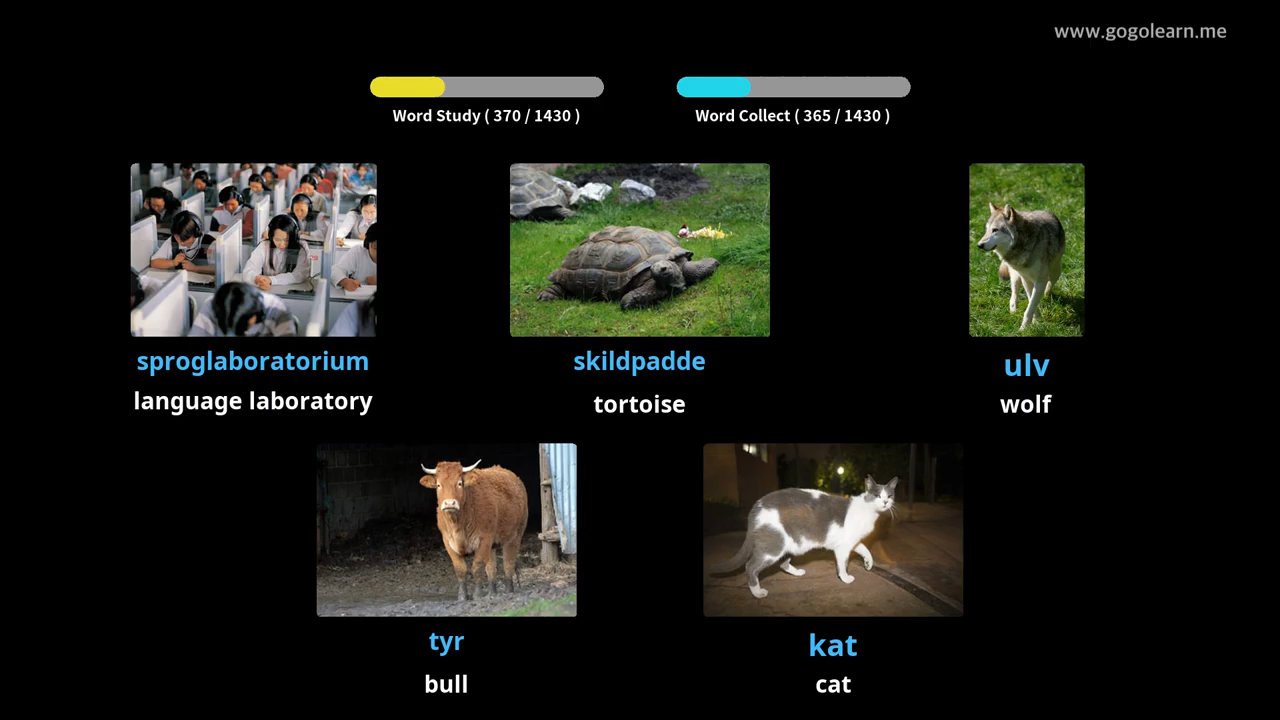 www.gogolearn.me
Word Study ( 370 / 1430 )
Word Collect ( 365 / 1430 )
sproglaboratorium
language laboratory
skildpadde
tortoise
ulv
wolf
tyr
bull
kat
cat